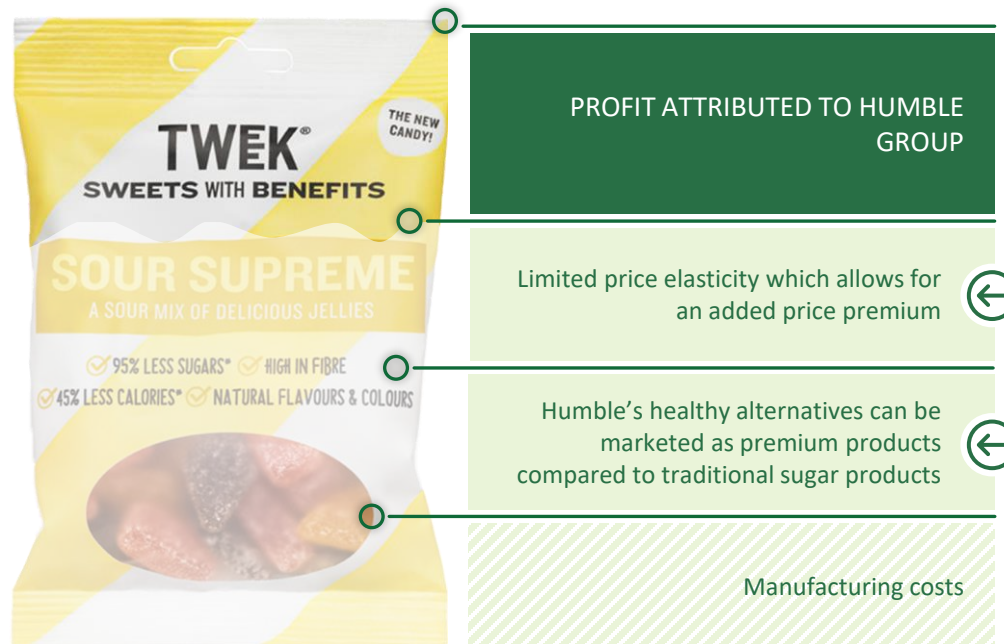 THE NEW
CANDY!
TWEK®
SWEETS WITH BENEFITS
SOUR SUPREME
A SOUR MIX OF DELICIOUS JELLIES
95% LESS SUGARS* HIGH IN FIBRE
45% LESS CALORIES* NATURAL FLAVOURS & COLOURS
PROFIT ATTRIBUTED TO HUMBLE
GROUP
Limited price elasticity which allows for
an added price premium
Humble's healthy alternatives can be
marketed as premium products
compared to traditional sugar products
Manufacturing costs